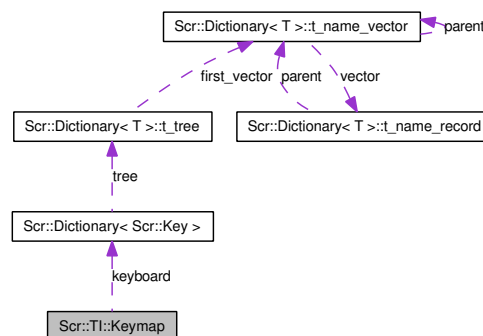 Scr::Dictionary< T >::t_name_vector
parent
first_vector
parent
vector
Scr::Dictionary< T >::t_tree
Scr::Dictionary< T >::t_name_record
tree
Scr::Dictionary< Scr::Key >
keyboard
Scr::TI::Keymap